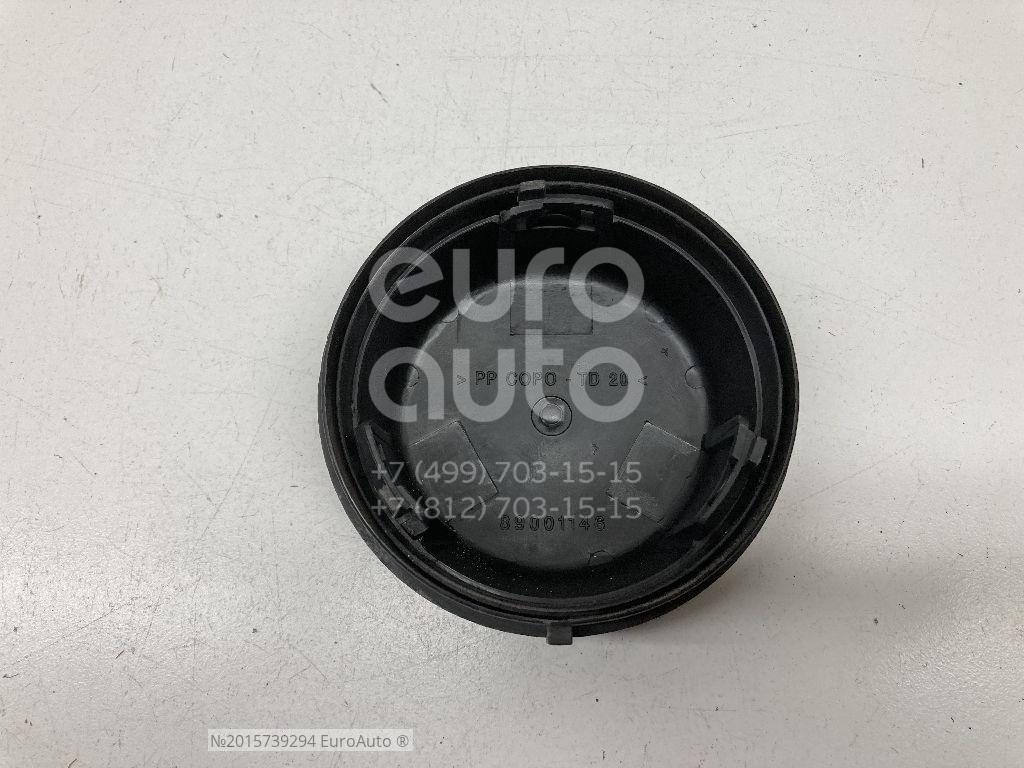 euro
auto
> PP COPO - TD 20 <
+7 (499) 703-15-15
+7 (812) 703-15-15
89001146
№2015739294 EuroAuto ®